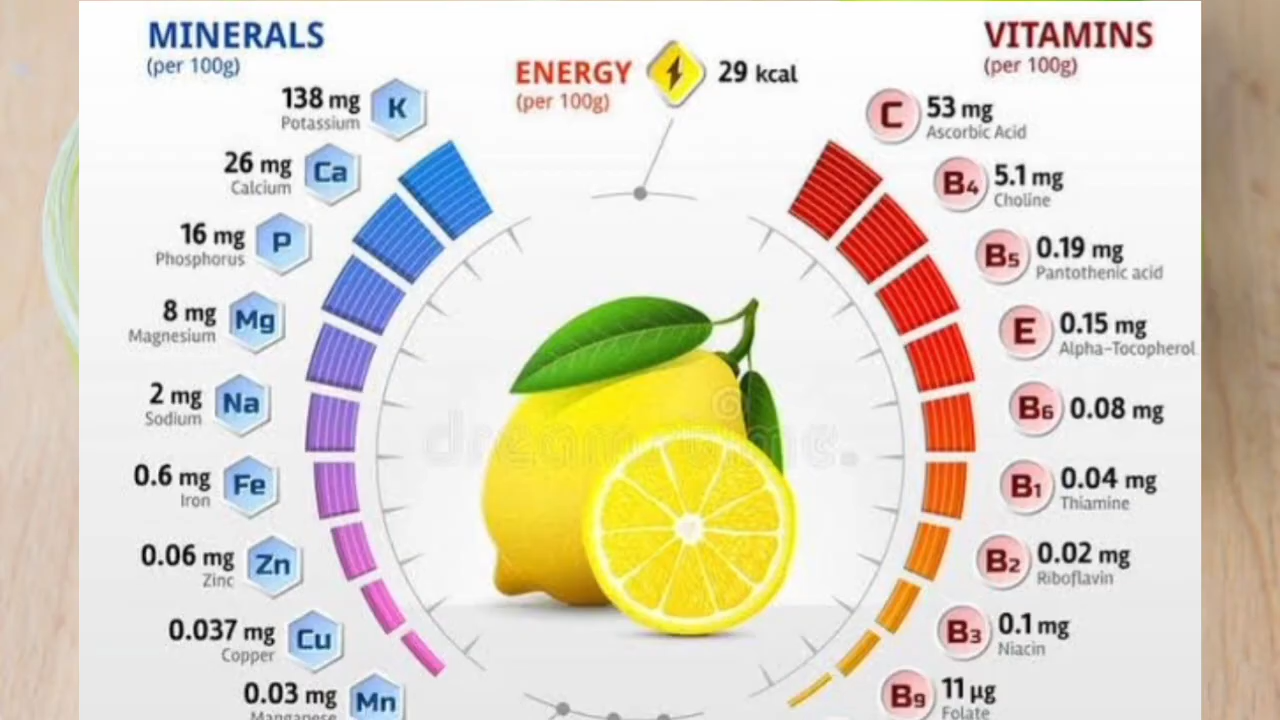 MINERALS
(per 100g)
138 mg
Potassium
K
26 mg
Calcium
Ca
16 mg
Phosphorus
P
8 mg
Magnesium
Mg
2 mg
Sodium
Na
0.6 mg
Iron
Fe
0.06 mg
Zinc
Zn
0.037 mg
Copper
Cu
0.03 mg
Manganese
Mn
ENERGY
(per 100g)
29 kcal
dreamstime.
VITAMINS
(per 100g)
C
53 mg
Ascorbic Acid
B4
5.1 mg
Choline
B5
0.19 mg
Pantothenic acid
E
0.15 mg
Alpha-Tocopherol
B6
0.08 mg
B1
0.04 mg
Thiamine
B2
0.02 mg
Riboflavin
B3
0.1 mg
Niacin
B9
11 µg
Folate